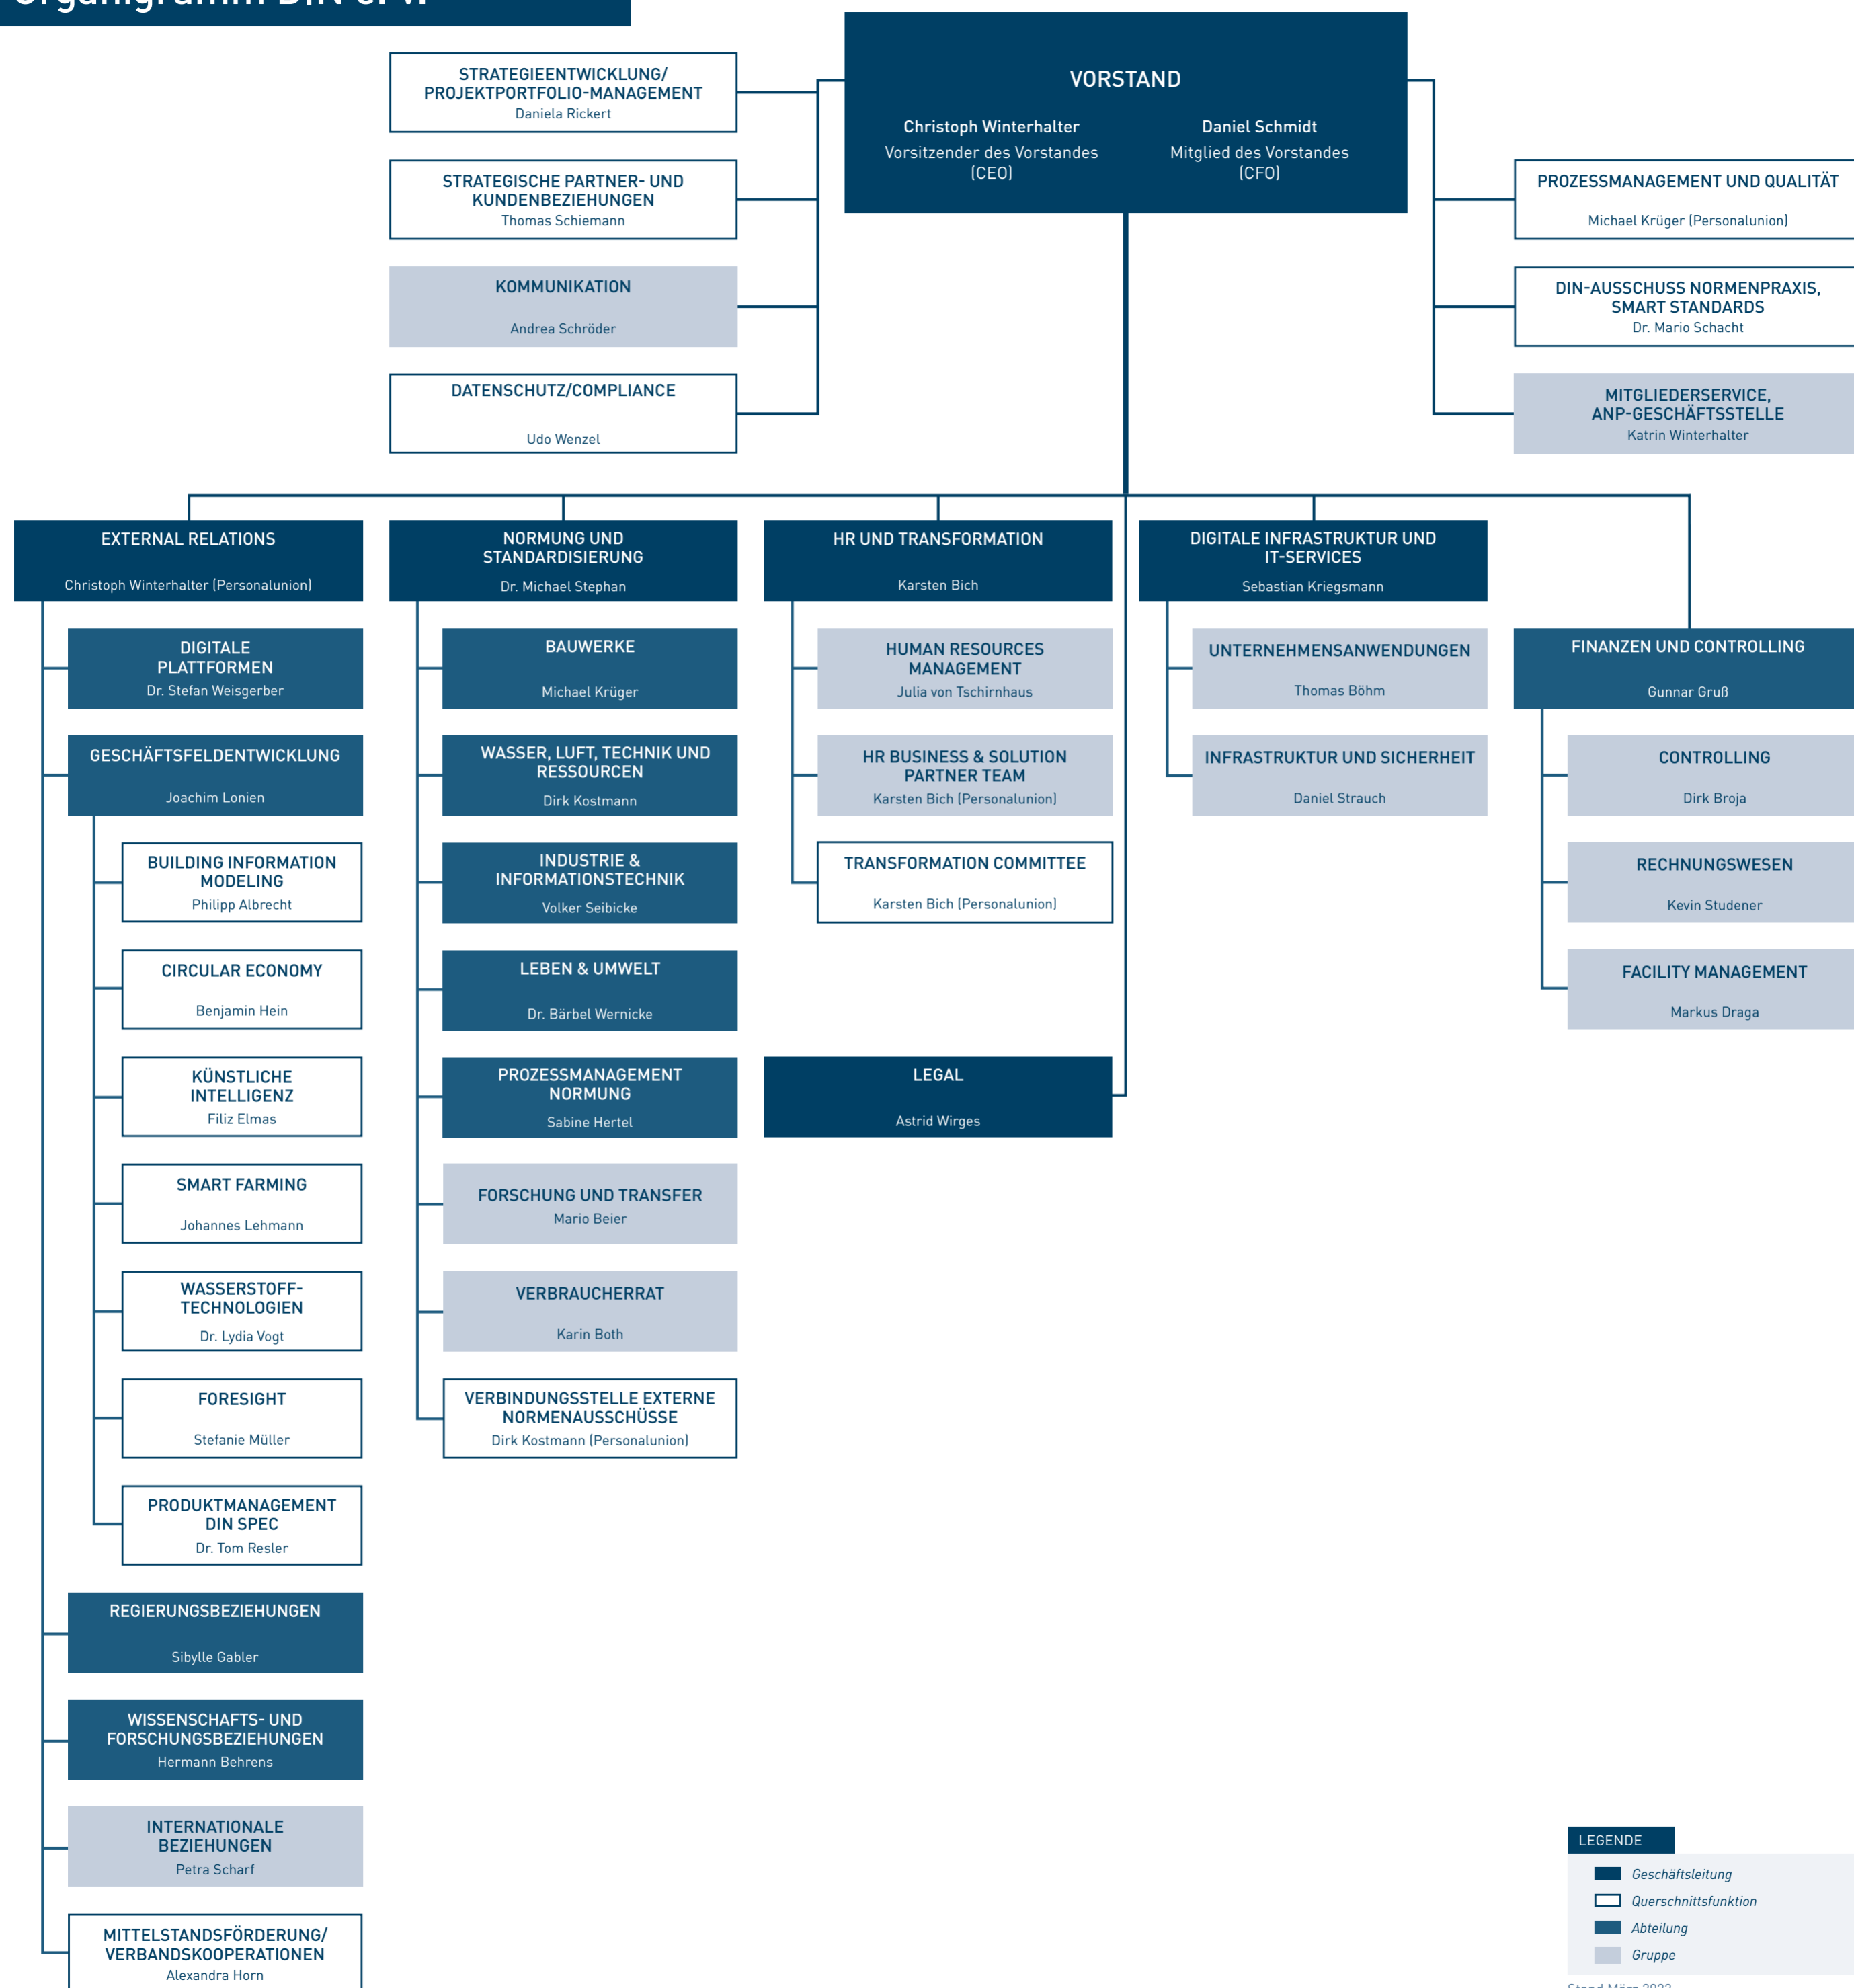 Organigramm DIN e. V.
VORSTAND
Christoph Winterhalter
Vorsitzender des Vorstandes
(CEO)
Daniel Schmidt
Mitglied des Vorstandes
(CFO)
STRATEGIEENTWICKLUNG/
PROJEKTPORTFOLIO-MANAGEMENT
Daniela Rickert
STRATEGISCHE PARTNER- UND
KUNDENBEZIEHUNGEN
Thomas Schiemann
KOMMUNIKATION
Andrea Schröder
DATENSCHUTZ/COMPLIANCE
Udo Wenzel
PROZESSMANAGEMENT UND QUALITÄT
Michael Krüger (Personalunion)
DIN-AUSSCHUSS NORMENPRAXIS,
SMART STANDARDS
Dr. Mario Schacht
MITGLIEDERSERVICE,
ANP-GESCHÄFTSSTELLE
Katrin Winterhalter
EXTERNAL RELATIONS
Christoph Winterhalter (Personalunion)
DIGITALE
PLATTFORMEN
Dr. Stefan Weisgerber
GESCHÄFTSFELDENTWICKLUNG
Joachim Lonien
BUILDING INFORMATION
MODELING
Philipp Albrecht
CIRCULAR ECONOMY
Benjamin Hein
KÜNSTLICHE
INTELLIGENZ
Filiz Elmas
SMART FARMING
Johannes Lehmann
WASSERSTOFF-
TECHNOLOGIEN
Dr. Lydia Vogt
FORESIGHT
Stefanie Müller
PRODUKTMANAGEMENT
DIN SPEC
Dr. Tom Resler
REGIERUNGSBEZIEHUNGEN
Sibylle Gabler
WISSENSCHAFTS- UND
FORSCHUNGSBEZIEHUNGEN
Hermann Behrens
INTERNATIONALE
BEZIEHUNGEN
Petra Scharf
MITTELSTANDSFÖRDERUNG/
VERBANDSKOOPERATIONEN
Alexandra Horn
NORMUNG UND
STANDARDISIERUNG
Dr. Michael Stephan
BAUWERKE
Michael Krüger
WASSER, LUFT, TECHNIK UND
RESSOURCEN
Dirk Kostmann
INDUSTRIE &
INFORMATIONSTECHNIK
Volker Seibicke
LEBEN & UMWELT
Dr. Bärbel Wernicke
PROZESSMANAGEMENT
NORMUNG
Sabine Hertel
FORSCHUNG UND TRANSFER
Mario Beier
VERBRAUCHERRAT
Karin Both
VERBINDUNGSSTELLE EXTERNE
NORMENAUSSCHÜSSE
Dirk Kostmann (Personalunion)
HR UND TRANSFORMATION
Karsten Bich
HUMAN RESOURCES
MANAGEMENT
Julia von Tschirnhaus
HR BUSINESS & SOLUTION
PARTNER TEAM
Karsten Bich (Personalunion)
TRANSFORMATION COMMITTEE
Karsten Bich (Personalunion)
LEGAL
Astrid Wirges
DIGITALE INFRASTRUKTUR UND
IT-SERVICES
Sebastian Kriegsmann
UNTERNEHMENSANWENDUNGEN
Thomas Böhm
INFRASTRUKTUR UND SICHERHEIT
Daniel Strauch
FINANZEN UND CONTROLLING
Gunnar Gruß
CONTROLLING
Dirk Broja
RECHNUNGSWESEN
Kevin Studener
FACILITY MANAGEMENT
Markus Draga
LEGENDE
Geschäftsleitung
Querschnittsfunktion
Abteilung
Gruppe
Stand März